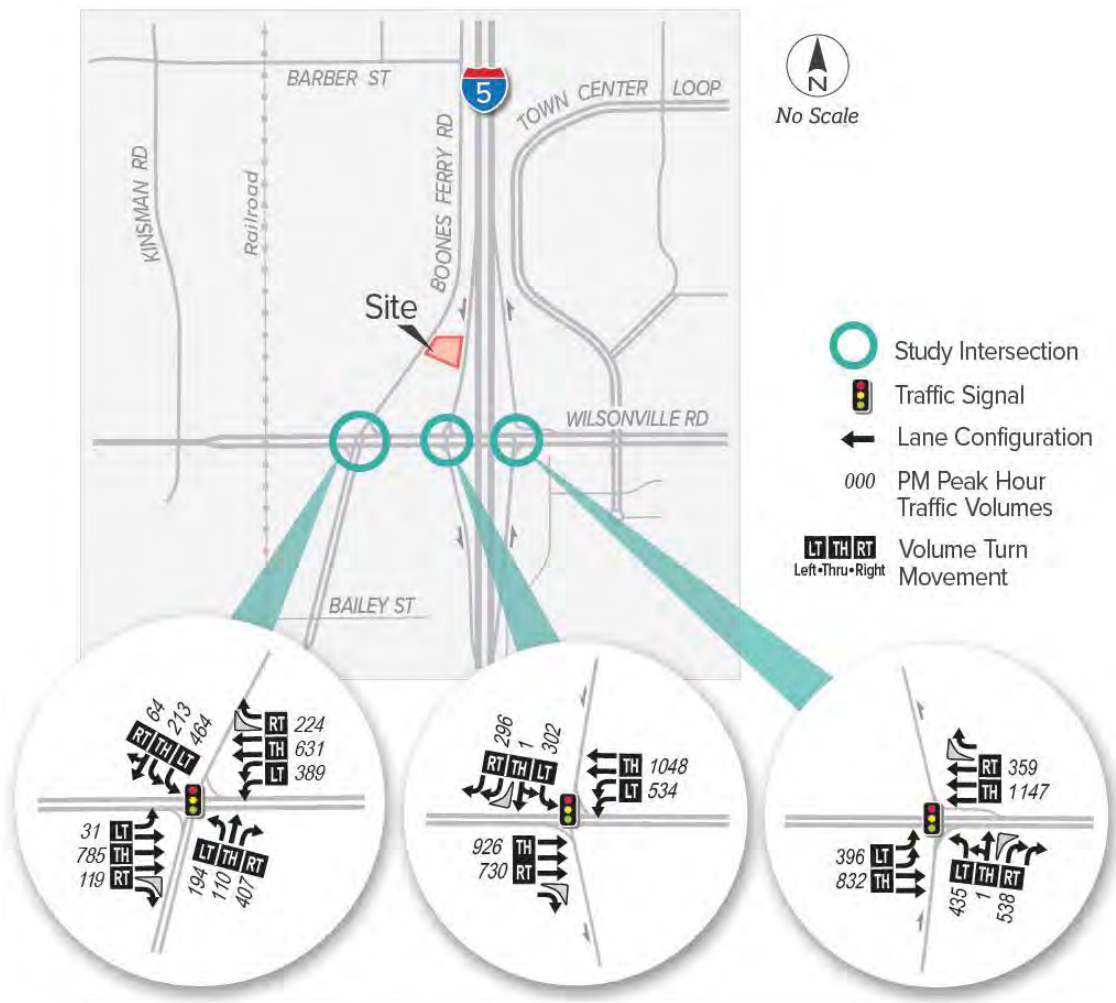 BARBER ST
5
TOWN CENTER LOOP
N
No Scale
KINSMAN RD
Railroad
BOONES FERRY RD
Site
WILSONVILLE RD
BAILEY ST
Study Intersection
Traffic Signal
Lane Configuration
000 PM Peak Hour
Traffic Volumes
LT TH RT Volume Turn
Left•Thru•Right Movement
64 213 464
RT TH LT
RT 224
TH 631
LT 389
31 LT
785 TH
119 RT
LT TH RT
194 110 407
296 1 302
RT TH LT
TH 1048
LT 534
926 TH
730 RT
RT 359
TH 1147
396 LT
832 TH
LT TH RT
435 1 538